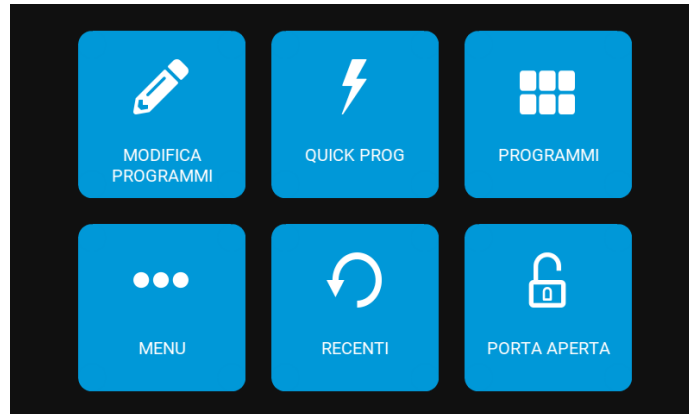 MODIFICA
PROGRAMMI
QUICK PROG
PROGRAMMI
MENU
RECENTI
PORTA APERTA